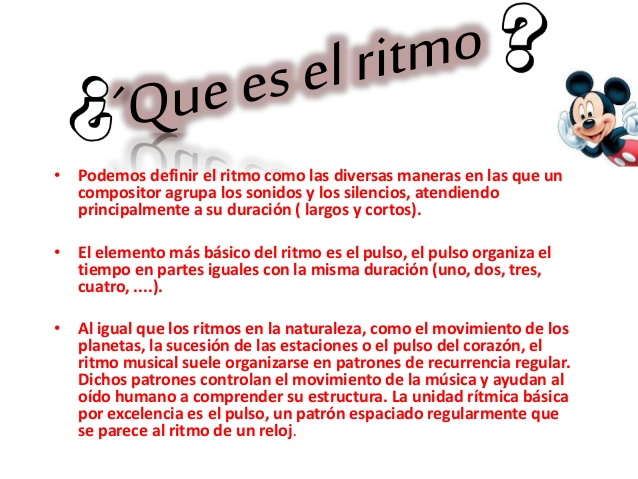 ¿´Que es el ritmo ?
• Podemos definir el ritmo como las diversas maneras en las que un
compositor agrupa los sonidos y los silencios, atendiendo
principalmente a su duración ( largos y cortos).
• El elemento más básico del ritmo es el pulso, el pulso organiza el
tiempo en partes iguales con la misma duración (uno, dos, tres,
cuatro, ....).
• Al igual que los ritmos en la naturaleza, como el movimiento de los
planetas, la sucesión de las estaciones o el pulso del corazón, el
ritmo musical suele organizarse en patrones de recurrencia regular.
Dichos patrones controlan el movimiento de la música y ayudan al
oído humano a comprender su estructura. La unidad rítmica básica
por excelencia es el pulso, un patrón espaciado regularmente que
se parece al ritmo de un reloj.